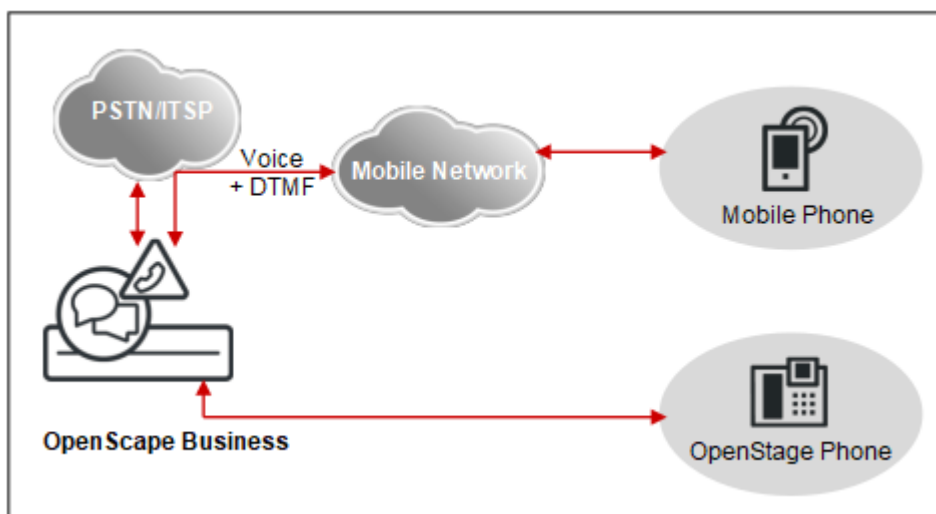 PSTN/ITSP
Voice
+ DTMF
Mobile Network
Mobile Phone
OpenScape Business
OpenStage Phone